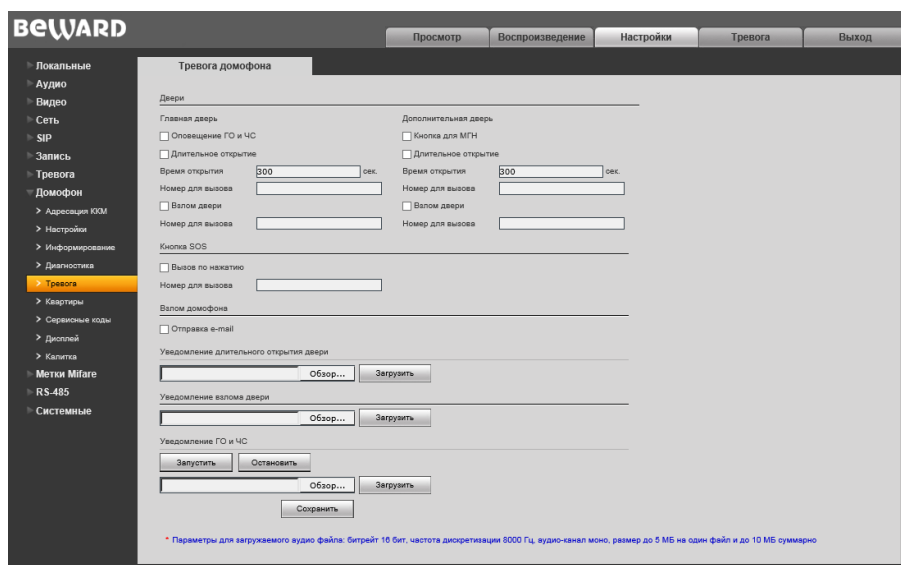 BEWARD
Просмотр Воспроизведение Настройки Тревога Выход
Локальные
Аудио
Видео
Сеть
SIP
Запись
Тревога
Домофон
> Адресация ККМ
> Настройки
> Информирование
> Диагностика
> Тревога
> Квартиры
> Сервисные коды
> Дисплей
> Калитка
Метки Mifare
RS-485
Системные
Тревога домофона
Двери
Главная дверь Дополнительная дверь
Оповещение ГО и ЧС Кнопка для МГН
Длительное открытие Длительное открытие
Время открытия 300 сек. Время открытия 300 сек.
Номер для вызова Номер для вызова
Взлом двери Взлом двери
Номер для вызова Номер для вызова
Кнопка SOS
Вызов по нажатию
Номер для вызова
Взлом домофона
Отправка e-mail
Уведомление длительного открытия двери
Обзор... Загрузить
Уведомление взлома двери
Обзор... Загрузить
Уведомление ГО и ЧС
Запустить Остановить
Обзор... Загрузить
Сохранить
* Параметры для загружаемого аудио файла: битрейт 16 бит, частота дискретизации 8000 Гц, аудио-канал моно, размер до 5 МБ на один файл и до 10 МБ суммарно